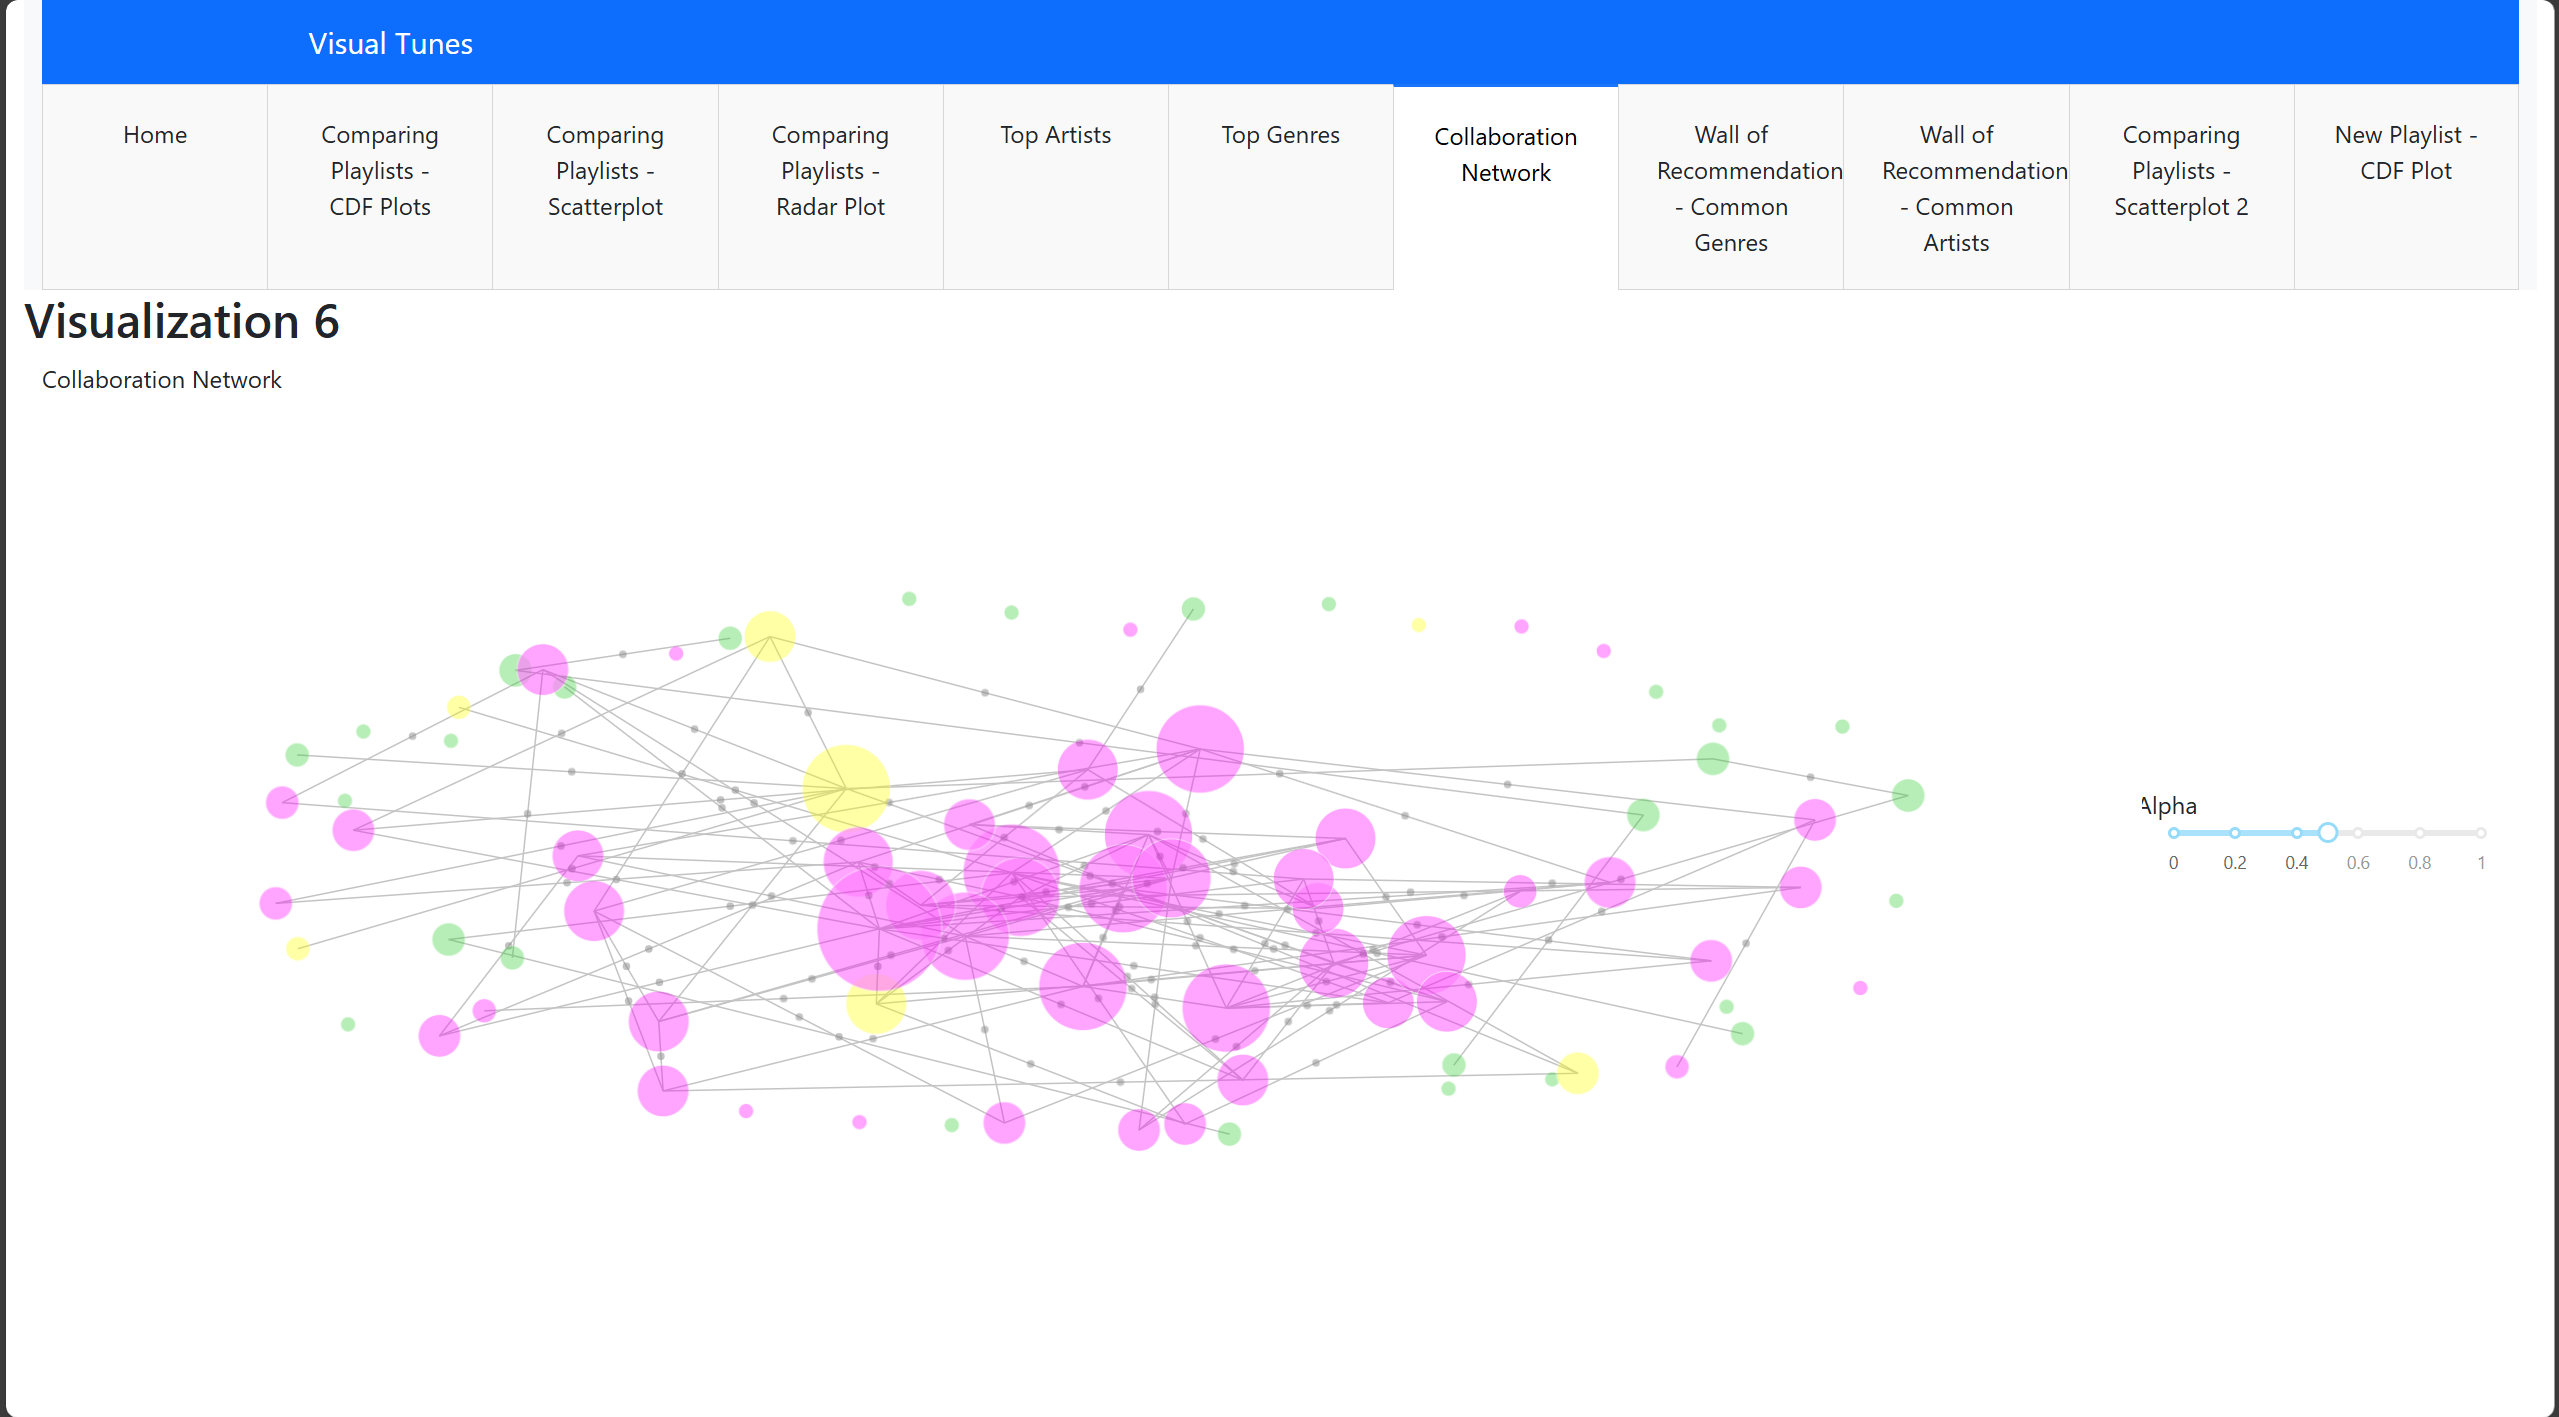 Visual Tunes
Home
Comparing
Playlists -
CDF Plots
Comparing
Playlists -
Scatterplot
Comparing
Playlists -
Radar Plot
Top Artists
Top Genres
Collaboration
Network
Wall of
Recommendation
- Common
Genres
Wall of
Recommendation
- Common
Artists
Comparing
Playlists -
Scatterplot 2
New Playlist -
CDF Plot
Visualization 6
Collaboration Network
Alpha
0 0.2 0.4 0.6 0.8 1